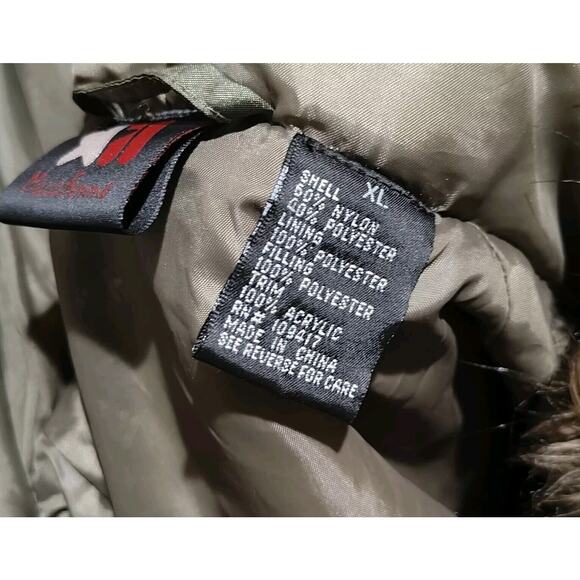 XL
SHELL
60% NYLON
40% POLYESTER
LINING
100% POLYESTER
FILLING
100% POLYESTER
TRIM
100% ACRYLIC
RN# 109417
MADE IN CHINA
SEE REVERSE FOR CARE